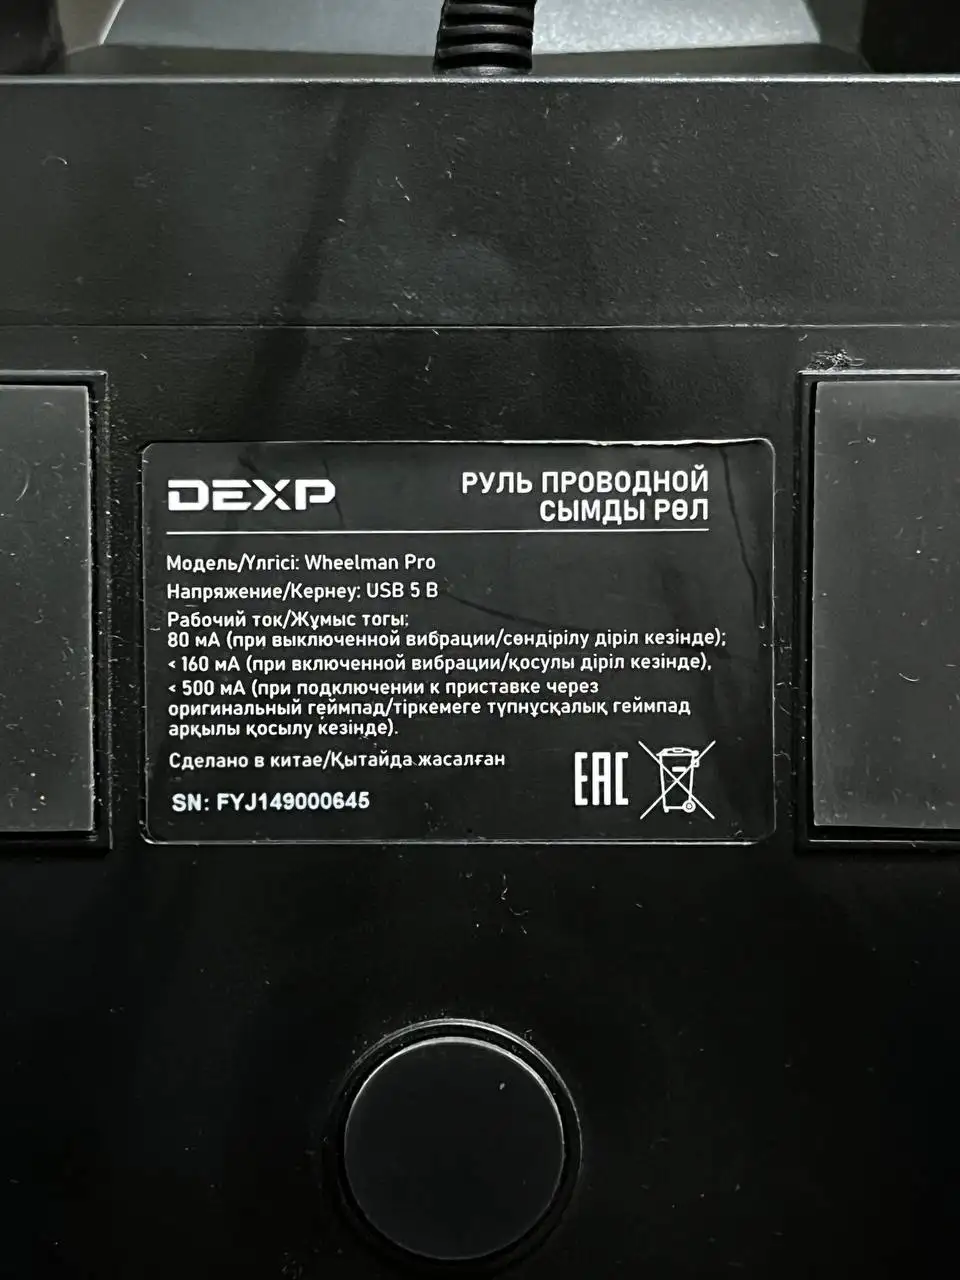 DEXP
РУЛЬ ПРОВОДНОЙ
СЫМДЫ РӨЛ
Модель/Үлгісі: Wheelman Pro
Напряжение/Кернеу: USB 5 В
Рабочий ток/Жұмыс тогы:
80 мА (при выключенной вибрации/сөндірілу діріл кезінде);
< 160 мА (при включенной вибрации/қосулы діріл кезінде),
< 500 мА (при подключении к приставке через
оригинальный геймпад/тіркемеге түпнұсқалық геймпад
арқылы қосылу кезінде).
Сделано в китае/Қытайда жасалған
SN: FYJ149000645
EAC